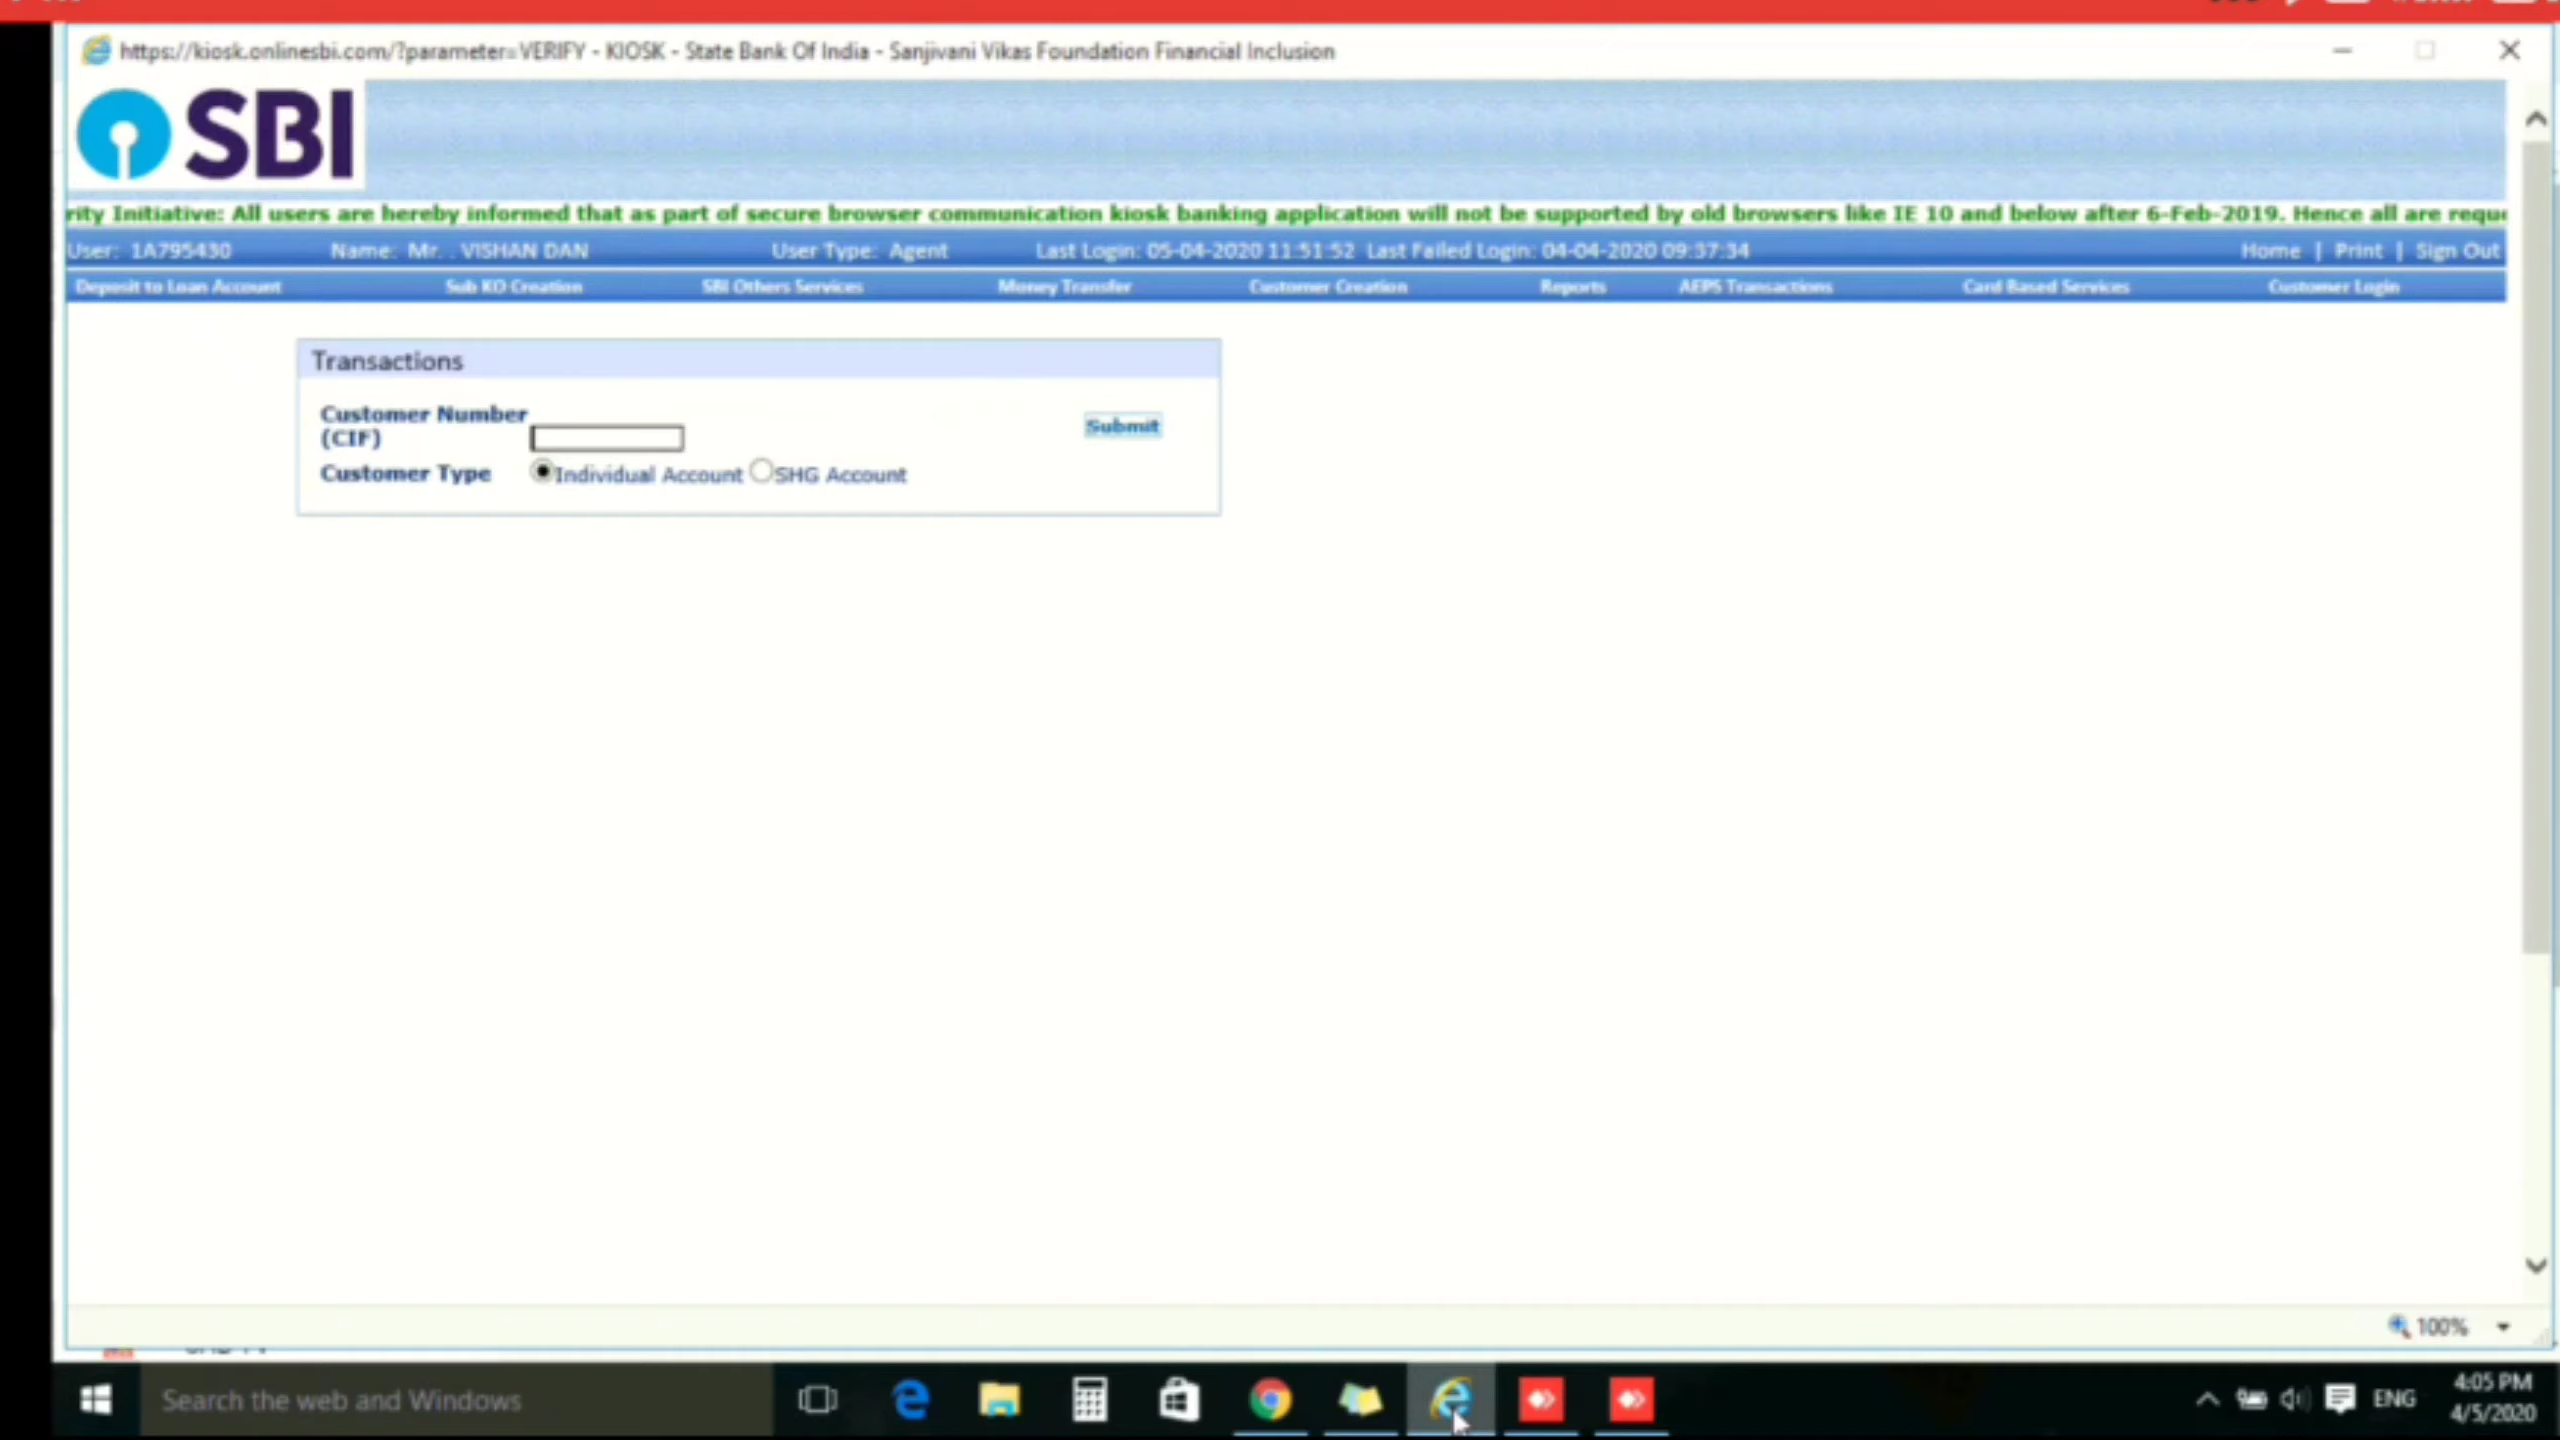 https://kiosk.onlinesbi.com/?parameter=VERIFY - KIOSK - State Bank Of India - Sanjivani Vikas Foundation Financial Inclusion
SBI
rity Initiative: All users are hereby informed that as part of secure browser communication kiosk banking application will not be supported by old browsers like IE 10 and below after 6-Feb-2019. Hence all are reque
User: 1A795430 Name: Mr. . VISHAN DAN User Type: Agent Last Login: 05-04-2020 11:51:52 Last Failed Login: 04-04-2020 09:37:34 Home | Print | Sign Out
Deposit to Loan Account Sub KO Creation SBI Others Services Money Transfer Customer Creation Reports AEPS Transactions Card Based Services Customer Login
Transactions
Customer Number
(CIF)
Submit
Customer Type Individual Account SHG Account
100%
Search the web and Windows
ENG
4:05 PM
4/5/2020